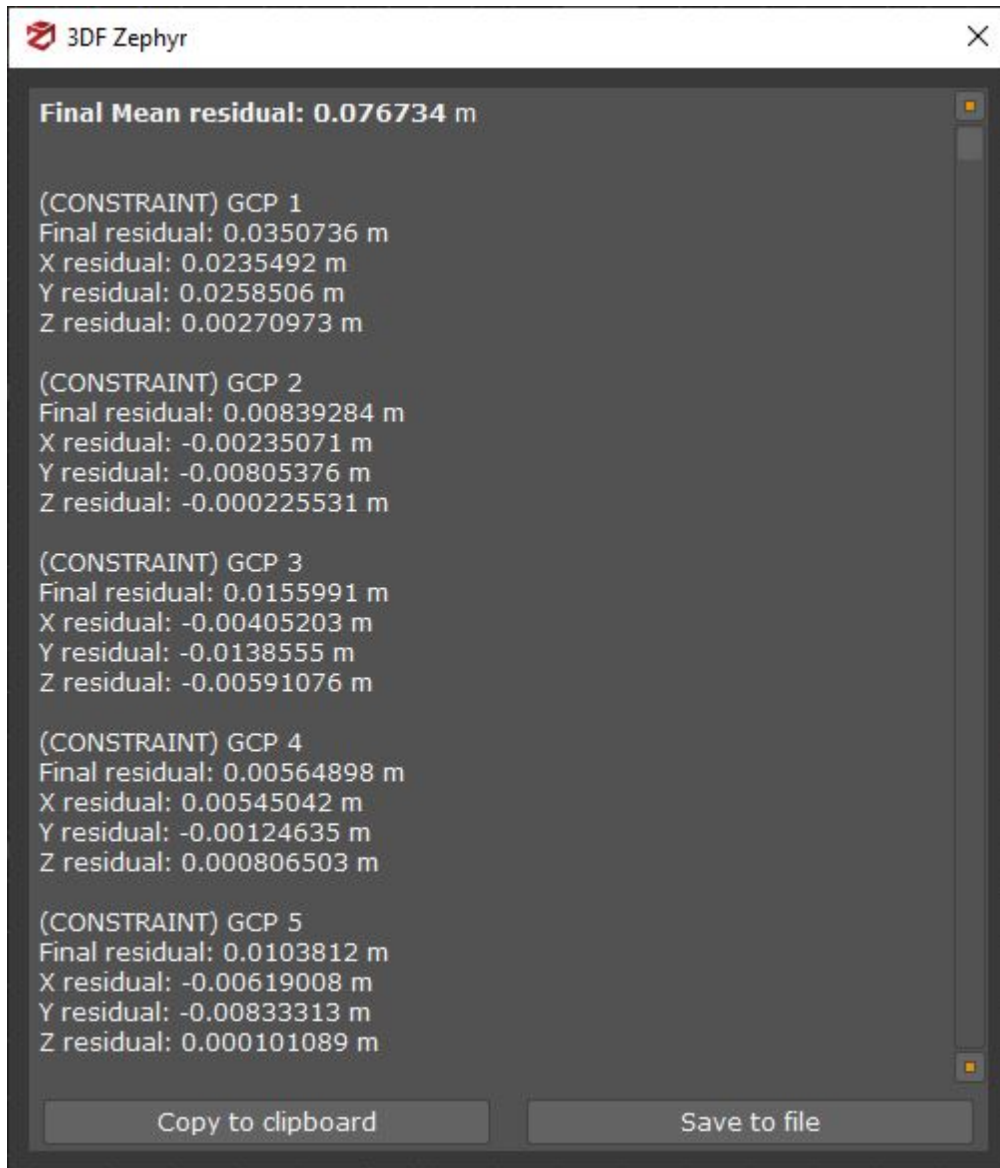 3DF Zephyr
Final Mean residual: 0.076734 m
(CONSTRAINT) GCP 1
Final residual: 0.0350736 m
X residual: 0.0235492 m
Y residual: 0.0258506 m
Z residual: 0.00270973 m
(CONSTRAINT) GCP 2
Final residual: 0.00839284 m
X residual: -0.00235071 m
Y residual: -0.00805376 m
Z residual: -0.000225531 m
(CONSTRAINT) GCP 3
Final residual: 0.0155991 m
X residual: -0.00405203 m
Y residual: -0.0138555 m
Z residual: -0.00591076 m
(CONSTRAINT) GCP 4
Final residual: 0.00564898 m
X residual: 0.00545042 m
Y residual: -0.00124635 m
Z residual: 0.000806503 m
(CONSTRAINT) GCP 5
Final residual: 0.0103812 m
X residual: -0.00619008 m
Y residual: -0.00833313 m
Z residual: 0.000101089 m
Copy to clipboard
Save to file